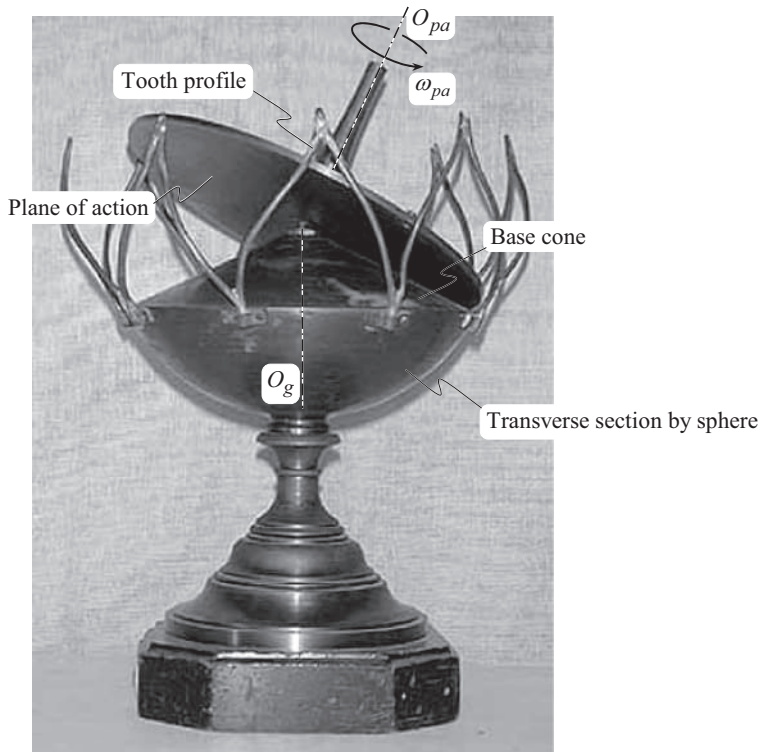 O_pa
ω_pa
Tooth profile
Plane of action
Base cone
O_g
Transverse section by sphere